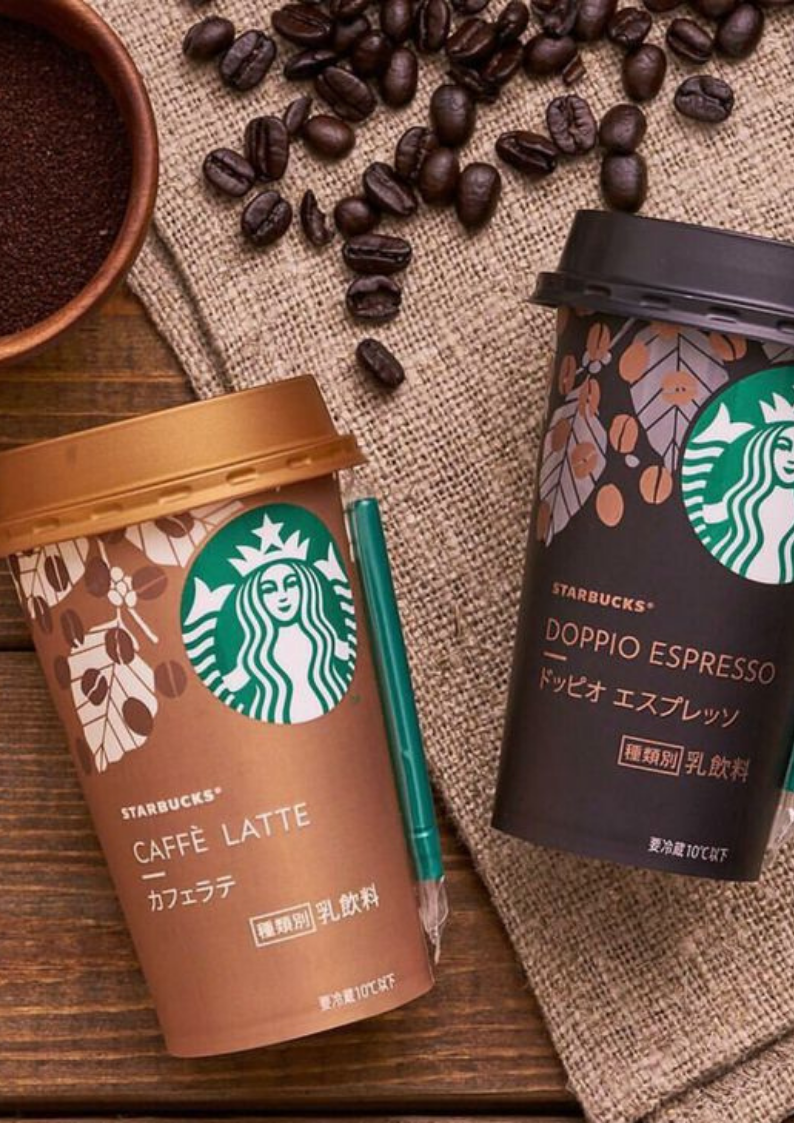 STARBUCKS®
DOPPIO ESPRESSO
ドッピオ エスプレッソ
種類別 乳飲料
要冷蔵10℃以下
STARBUCKS®
CAFFÈ LATTE
カフェラテ
種類別 乳飲料
要冷蔵10℃以下